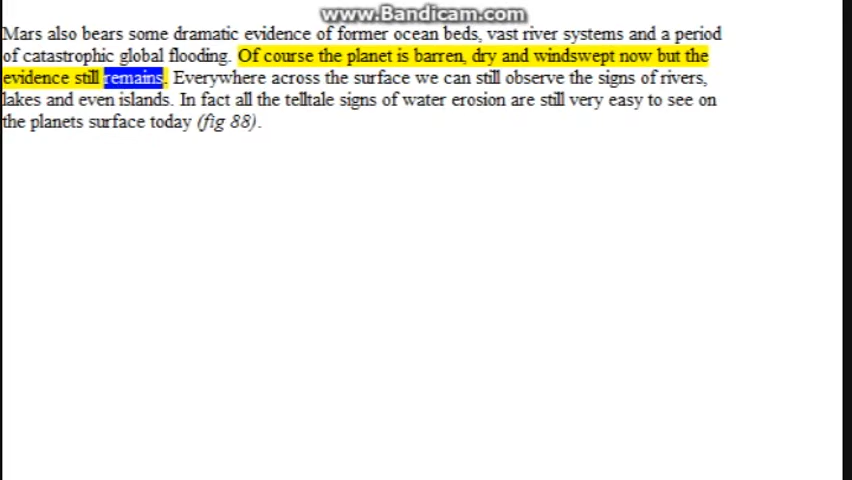 www.Bandicam.com
Mars also bears some dramatic evidence of former ocean beds, vast river systems and a period
of catastrophic global flooding. Of course the planet is barren, dry and windswept now but the
evidence still remains. Everywhere across the surface we can still observe the signs of rivers,
lakes and even islands. In fact all the telltale signs of water erosion are still very easy to see on
the planets surface today (fig 88).